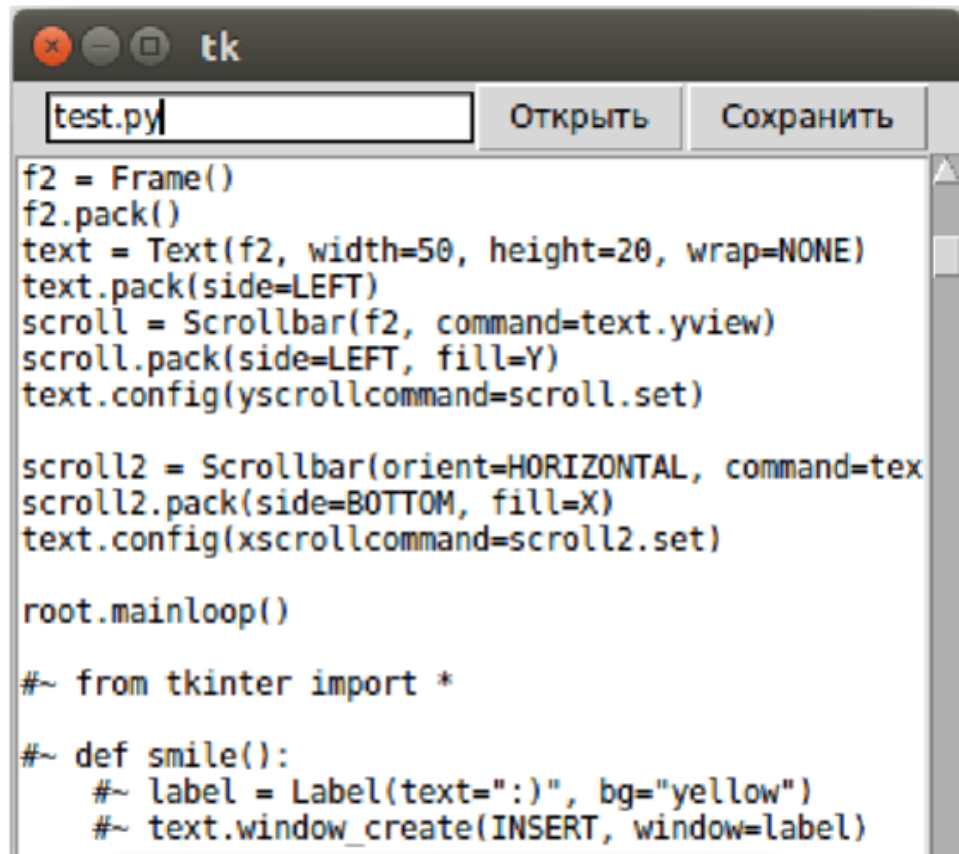 tk
test.py Открыть Сохранить
f2 = Frame()
f2.pack()
text = Text(f2, width=50, height=20, wrap=NONE)
text.pack(side=LEFT)
scroll = Scrollbar(f2, command=text.yview)
scroll.pack(side=LEFT, fill=Y)
text.config(yscrollcommand=scroll.set)
scroll2 = Scrollbar(orient=HORIZONTAL, command=tex
scroll2.pack(side=BOTTOM, fill=X)
text.config(xscrollcommand=scroll2.set)
root.mainloop()
#~ from tkinter import *
#~ def smile():
    #~ label = Label(text=":)", bg="yellow")
    #~ text.window_create(INSERT, window=label)